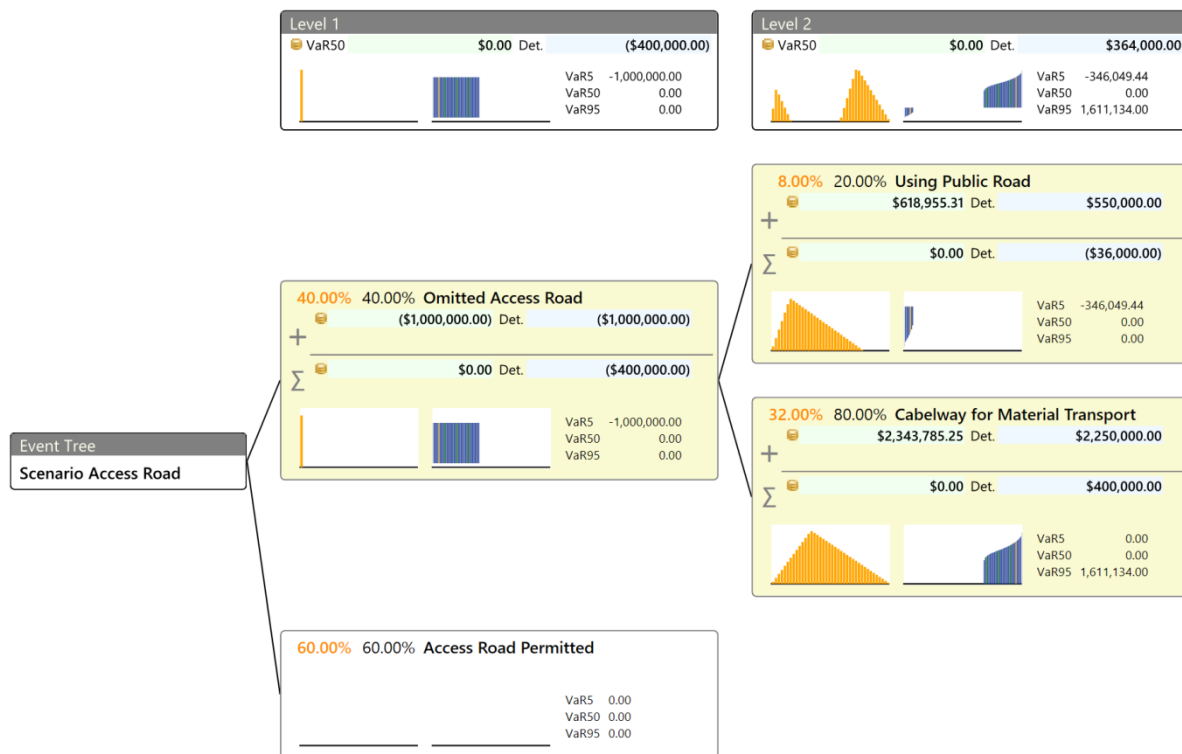 Level 1
VaR50 $0.00 Det. ($400,000.00)
VaR5 -1,000,000.00
VaR50 0.00
VaR95 0.00
Level 2
VaR50 $0.00 Det. $364,000.00
VaR5 -346,049.44
VaR50 0.00
VaR95 1,611,134.00
Event Tree
Scenario Access Road
40.00% 40.00% Omitted Access Road
+ ($1,000,000.00) Det. ($1,000,000.00)
Σ $0.00 Det. ($400,000.00)
VaR5 -1,000,000.00
VaR50 0.00
VaR95 0.00
60.00% 60.00% Access Road Permitted
VaR5 0.00
VaR50 0.00
VaR95 0.00
8.00% 20.00% Using Public Road
+ $618,955.31 Det. $550,000.00
Σ $0.00 Det. ($36,000.00)
VaR5 -346,049.44
VaR50 0.00
VaR95 0.00
32.00% 80.00% Cabelway for Material Transport
+ $2,343,785.25 Det. $2,250,000.00
Σ $0.00 Det. $400,000.00
VaR5 0.00
VaR50 0.00
VaR95 1,611,134.00